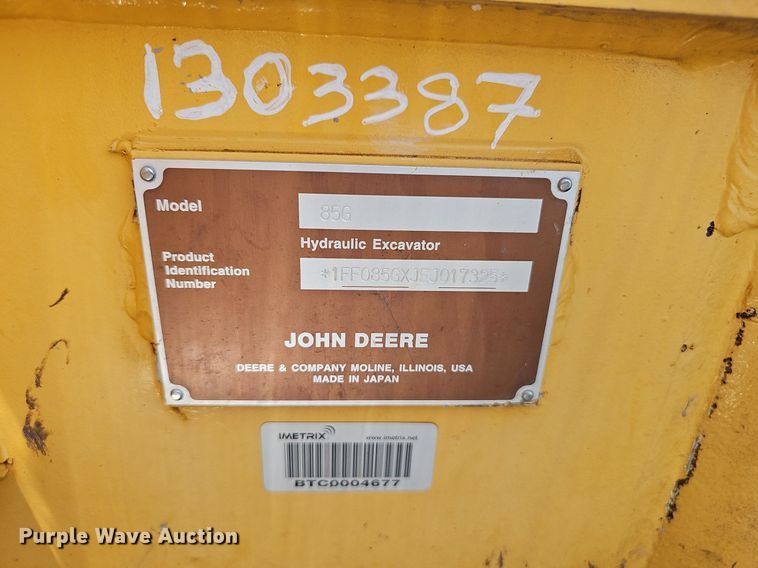 1303387
Model 85G
Hydraulic Excavator
Product
Identification
Number
*1FF085GXJEJ017325*
JOHN DEERE
DEERE & COMPANY MOLINE, ILLINOIS, USA
MADE IN JAPAN
IMETRIX www.imetrix.net
BTC0004677
Purple Wave Auction®